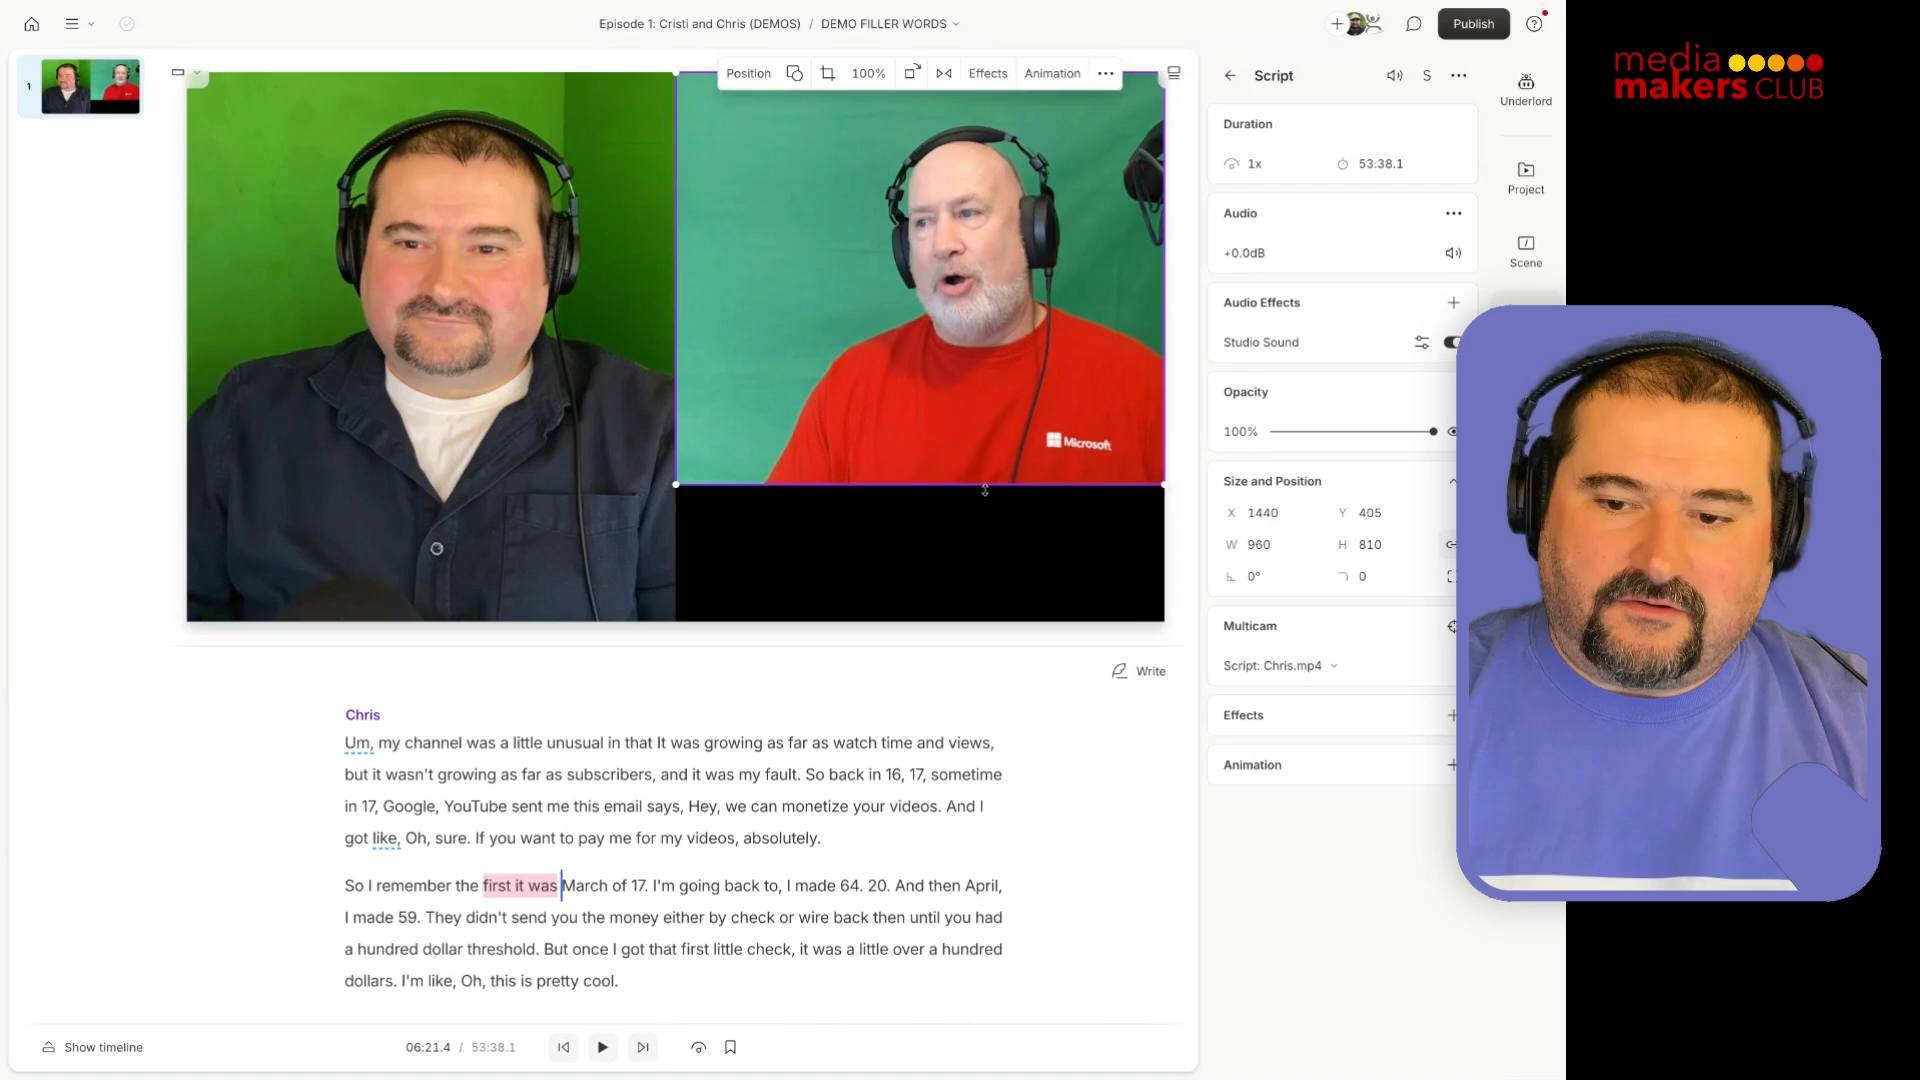 Episode 1: Cristi and Chris (DEMOS) / DEMO FILLER WORDS
Publish
media
makers CLUB
1
Position
100%
Effects
Animation
Script
S
Underlord
Duration
1x
53:38.1
Project
Audio
+0.0dB
Scene
Audio Effects
Studio Sound
Opacity
100%
Microsoft
Size and Position
X 1440
Y 405
W 960
H 810
0°
0
Multicam
Script: Chris.mp4
Effects
Animation
Write
Chris
Um, my channel was a little unusual in that It was growing as far as watch time and views,
but it wasn't growing as far as subscribers, and it was my fault. So back in 16, 17, sometime
in 17, Google, YouTube sent me this email says, Hey, we can monetize your videos. And I
got like, Oh, sure. If you want to pay me for my videos, absolutely.
So I remember the first it was March of 17. I'm going back to, I made 64. 20. And then April,
I made 59. They didn't send you the money either by check or wire back then until you had
a hundred dollar threshold. But once I got that first little check, it was a little over a hundred
dollars. I'm like, Oh, this is pretty cool.
Show timeline
06:21.4 / 53:38.1